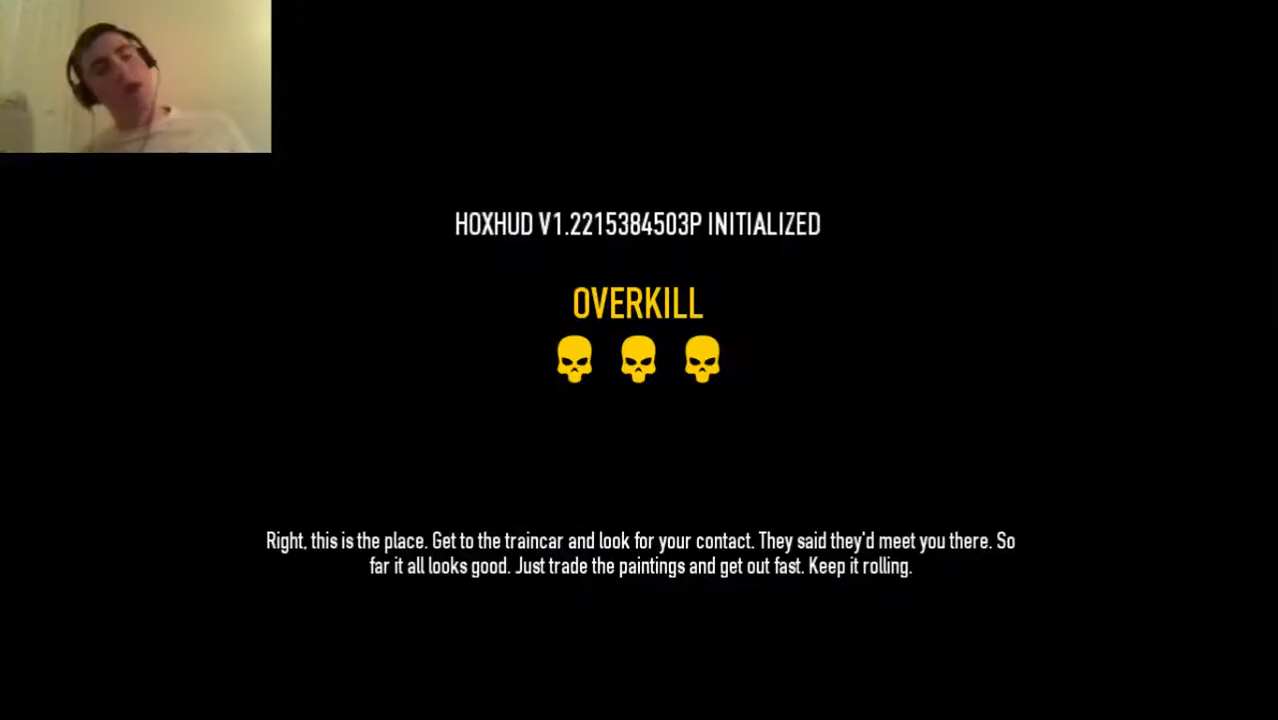 HOXHUD V1.2215384503P INITIALIZED
OVERKILL
Right, this is the place. Get to the traincar and look for your contact. They said they'd meet you there. So
far it all looks good. Just trade the paintings and get out fast. Keep it rolling.